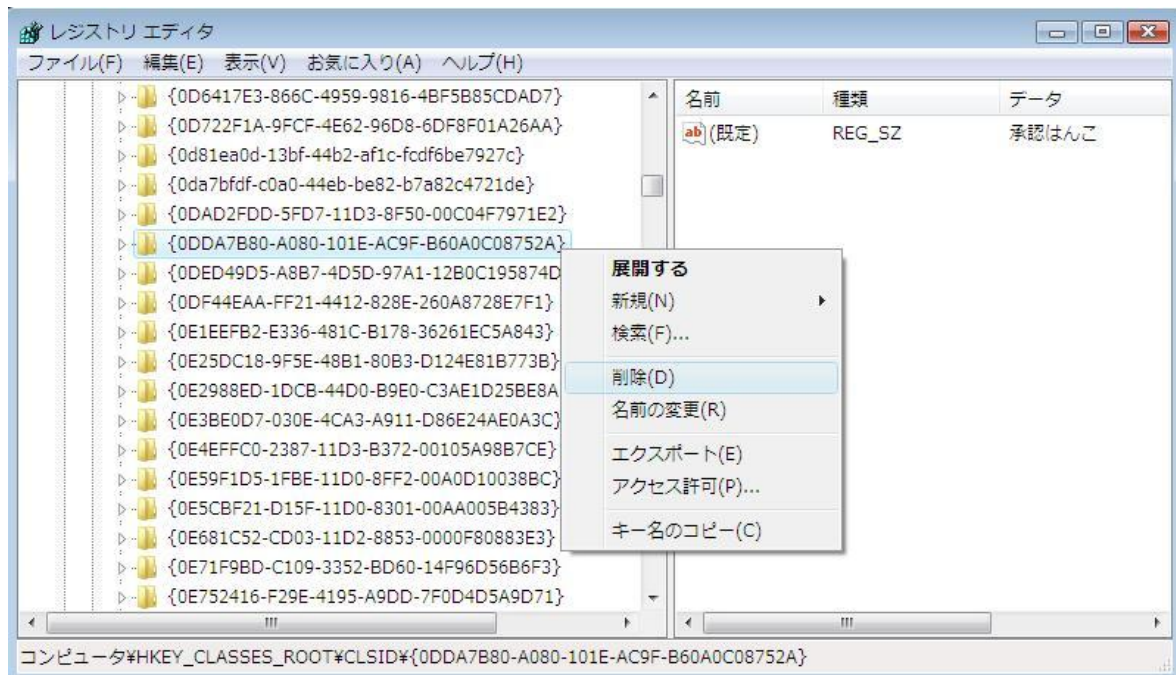 レジストリ エディタ
ファイル(F) 編集(E) 表示(V) お気に入り(A) ヘルプ(H)
{0D6417E3-866C-4959-9816-4BF5B85CDAD7}
{0D722F1A-9FCF-4E62-96D8-6DF8F01A26AA}
{0d81ea0d-13bf-44b2-af1c-fcdf6be7927c}
{0da7bfdf-c0a0-44eb-be82-b7a82c4721de}
{0DAD2FDD-5FD7-11D3-8F50-00C04F7971E2}
{0DDA7B80-A080-101E-AC9F-B60A0C08752A}
{0DED49D5-A8B7-4D5D-97A1-12B0C195874D
{0DF44EAA-FF21-4412-828E-260A8728E7F1}
{0E1EEFB2-E336-481C-B178-36261EC5A843}
{0E25DC18-9F5E-48B1-80B3-D124E81B773B}
{0E2988ED-1DCB-44D0-B9E0-C3AE1D25BE8A
{0E3BE0D7-030E-4CA3-A911-D86E24AE0A3C}
{0E4EFFC0-2387-11D3-B372-00105A98B7CE}
{0E59F1D5-1FBE-11D0-8FF2-00A0D10038BC}
{0E5CBF21-D15F-11D0-8301-00AA005B4383}
{0E681C52-CD03-11D2-8853-0000F80883E3}
{0E71F9BD-C109-3352-BD60-14F96D56B6F3}
{0E752416-F29E-4195-A9DD-7F0D4D5A9D71}
名前 種類 データ
ab (既定) REG_SZ 承認はんこ
展開する
新規(N)
検索(F)...
削除(D)
名前の変更(R)
エクスポート(E)
アクセス許可(P)...
キー名のコピー(C)
コンピュータ¥HKEY_CLASSES_ROOT¥CLSID¥{0DDA7B80-A080-101E-AC9F-B60A0C08752A}